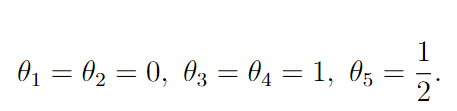 θ₁ = θ₂ = 0, θ₃ = θ₄ = 1, θ₅ = 1/2.